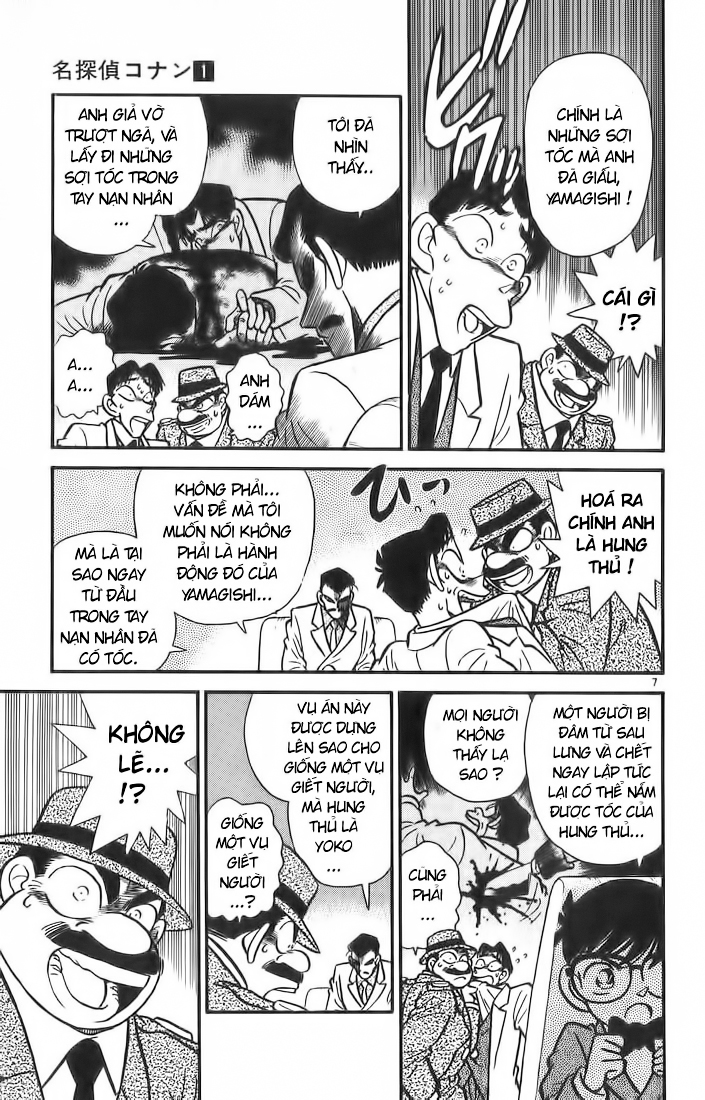 名探偵コナン 1
CHÍNH LÀ
NHỮNG SỢI
TÓC MÀ ANH
ĐÃ GIẤU,
YAMAGISHI !
CÁI GÌ
!?
TÔI ĐÃ
NHÌN
THẤY..
ANH GIẢ VỜ
TRƯỢT NGÃ, VÀ
LẤY ĐI NHỮNG
SỢI TÓC TRONG
TAY NẠN NHÂN
...
A...
A...
ANH
DÁM
...
HOÁ RA
CHÍNH ANH
LÀ HUNG
THỦ !
KHÔNG PHẢI...
VẤN ĐỀ MÀ TÔI
MUỐN NÓI KHÔNG
PHẢI LÀ HÀNH
ĐỘNG ĐÓ CỦA
YAMAGISHI...
MÀ LÀ TẠI
SAO NGAY
TỪ ĐẦU
TRONG TAY
NẠN NHÂN ĐÃ
CÓ TÓC.
7
MỘT NGƯỜI BỊ
ĐÂM TỪ SAU
LƯNG VÀ CHẾT
NGAY LẬP TỨC
LẠI CÓ THỂ NẮM
ĐƯỢC TÓC CỦA
HUNG THỦ...
MỌI NGƯỜI
KHÔNG
THẤY LẠ
SAO ?
CŨNG
PHẢI
...
VỤ ÁN NÀY
ĐƯỢC DỰNG
LÊN SAO CHO
GIỐNG MỘT VỤ
GIẾT NGƯỜI,
MÀ HUNG
THỦ LÀ
YOKO
...
GIỐNG
MỘT VỤ
GIẾT
NGƯỜI
...?
KHÔNG
LẼ...
!?